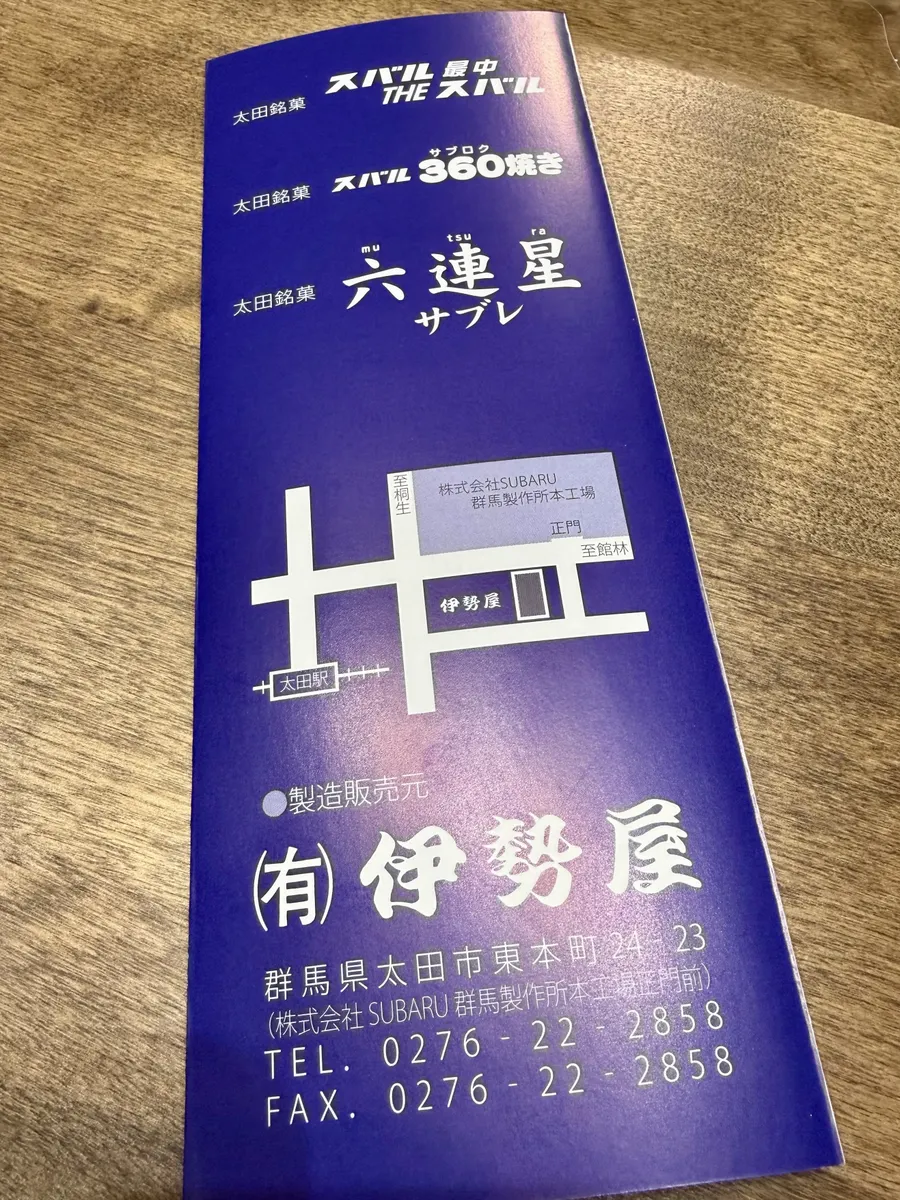 太田銘菓 スバル 最中
THE スバル
サブロク
太田銘菓 スバル 360焼き
mu tsu ra
太田銘菓 六連星
サブレ
至桐生
株式会社SUBARU
群馬製作所本工場
正門
至館林
伊勢屋
太田駅
●製造販売元
㈲伊勢屋
群馬県太田市東本町24-23
(株式会社 SUBARU 群馬製作所本工場正門前)
TEL. 0276-22-2858
FAX. 0276-22-2858